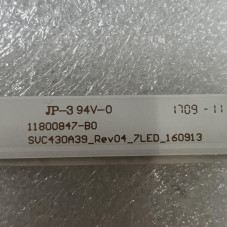 JP-3 94V-0 1709 - 11
11800847-B0
SVC430A39_Rev04_7LED_160913